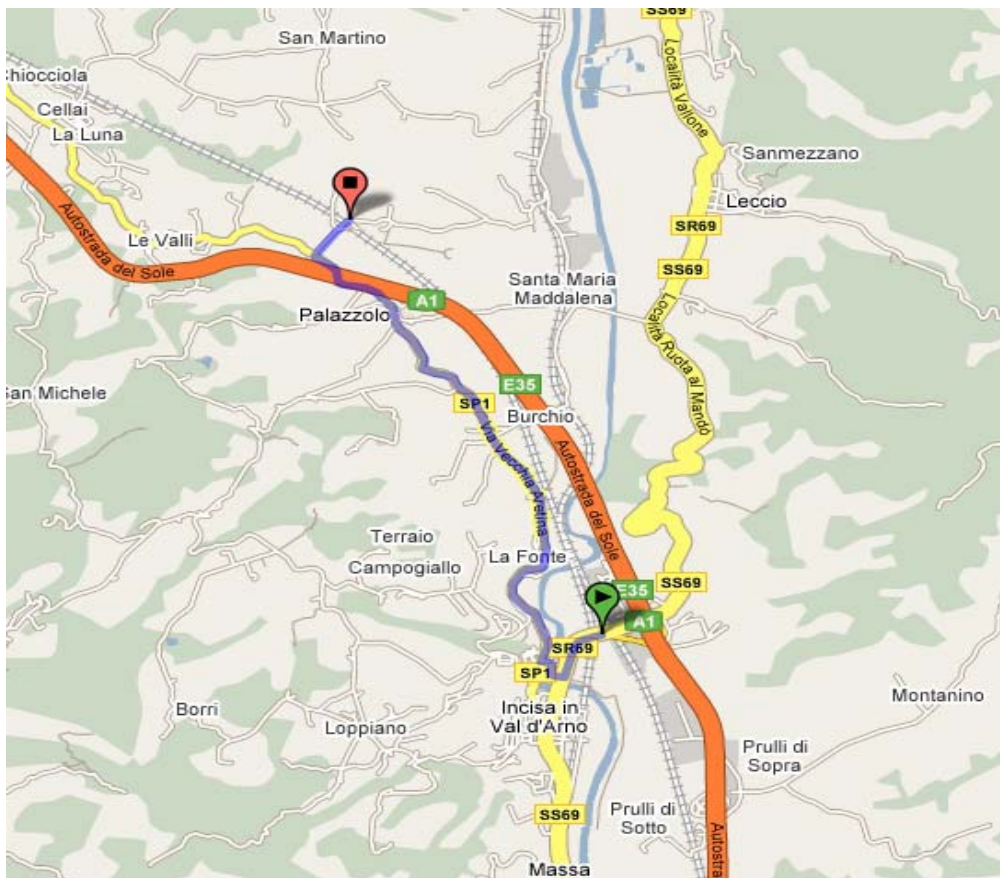 SS69
San Martino
Località Vallone
Chiocciola
Cellai
La Luna
Sanmezzano
Leccio
Autostrada del Sole
Le Valli
SR69
SS69
Santa Maria
Maddalena
A1
Palazzolo
Località Ruota al Mandò
E35
San Michele
SP1
Burchio
Via Vecchia Aretina
Autostrada del Sole
Terraio
La Fonte
Campogiallo
SS69
E35
A1
SR69
SP1
Montanino
Borri
Incisa in
Val d'Arno
Loppiano
Prulli di
Sopra
SS69
Prulli di
Sotto
Autostra
Massa